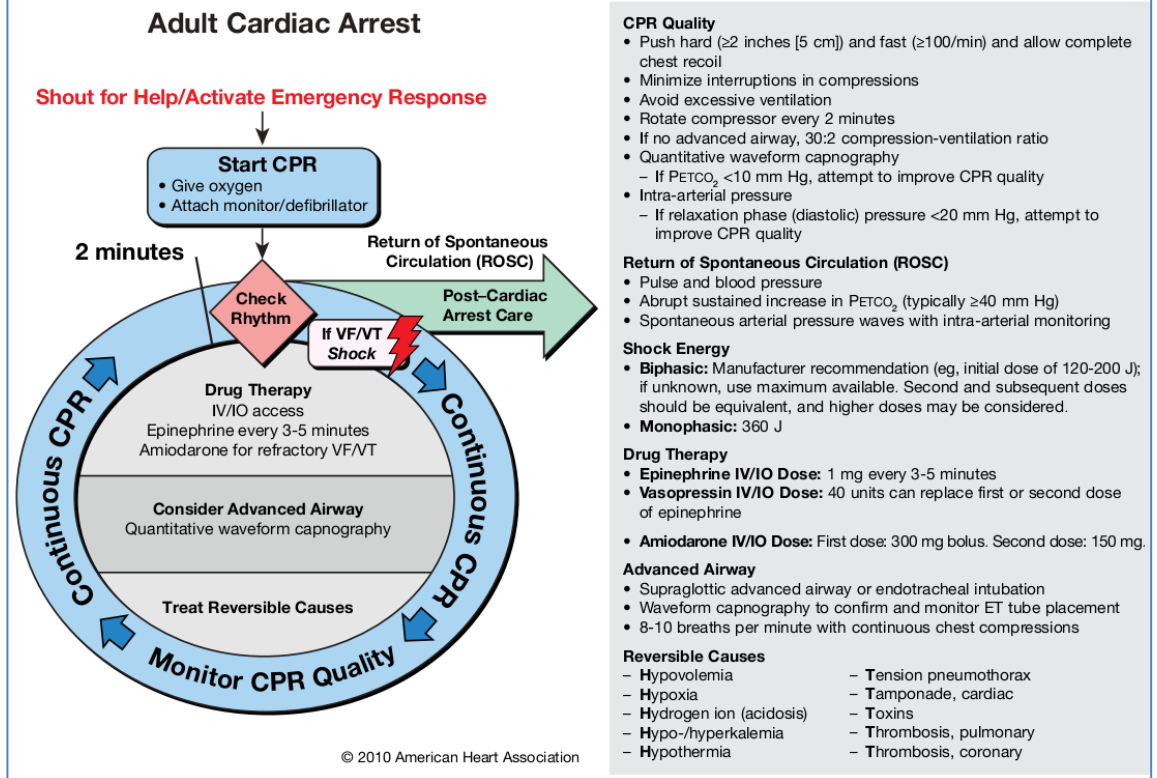 Adult Cardiac Arrest
Shout for Help/Activate Emergency Response
Start CPR
• Give oxygen
• Attach monitor/defibrillator
2 minutes
Return of Spontaneous
Circulation (ROSC)
Check
Rhythm
Post–Cardiac
Arrest Care
If VF/VT
Shock
Drug Therapy
IV/IO access
Epinephrine every 3-5 minutes
Amiodarone for refractory VF/VT
Consider Advanced Airway
Quantitative waveform capnography
Treat Reversible Causes
Continuous CPR
Continuous CPR
Monitor CPR Quality
© 2010 American Heart Association
CPR Quality
• Push hard (≥2 inches [5 cm]) and fast (≥100/min) and allow complete
chest recoil
• Minimize interruptions in compressions
• Avoid excessive ventilation
• Rotate compressor every 2 minutes
• If no advanced airway, 30:2 compression-ventilation ratio
• Quantitative waveform capnography
– If PETCO₂ <10 mm Hg, attempt to improve CPR quality
• Intra-arterial pressure
– If relaxation phase (diastolic) pressure <20 mm Hg, attempt to
improve CPR quality
Return of Spontaneous Circulation (ROSC)
• Pulse and blood pressure
• Abrupt sustained increase in PETCO₂ (typically ≥40 mm Hg)
• Spontaneous arterial pressure waves with intra-arterial monitoring
Shock Energy
• Biphasic: Manufacturer recommendation (eg, initial dose of 120-200 J);
if unknown, use maximum available. Second and subsequent doses
should be equivalent, and higher doses may be considered.
• Monophasic: 360 J
Drug Therapy
• Epinephrine IV/IO Dose: 1 mg every 3-5 minutes
• Vasopressin IV/IO Dose: 40 units can replace first or second dose
of epinephrine
• Amiodarone IV/IO Dose: First dose: 300 mg bolus. Second dose: 150 mg.
Advanced Airway
• Supraglottic advanced airway or endotracheal intubation
• Waveform capnography to confirm and monitor ET tube placement
• 8-10 breaths per minute with continuous chest compressions
Reversible Causes
– Hypovolemia
– Hypoxia
– Hydrogen ion (acidosis)
– Hypo-/hyperkalemia
– Hypothermia
– Tension pneumothorax
– Tamponade, cardiac
– Toxins
– Thrombosis, pulmonary
– Thrombosis, coronary